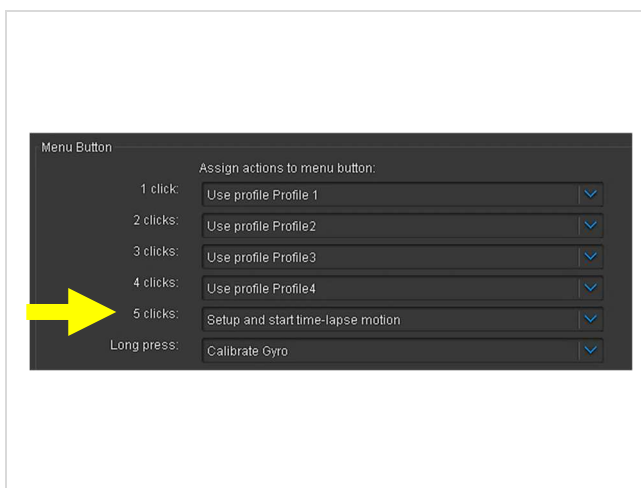 Menu Button
Assign actions to menu button:
1 click: Use profile Profile 1
2 clicks: Use profile Profile2
3 clicks: Use profile Profile3
4 clicks: Use profile Profile4
5 clicks: Setup and start time-lapse motion
Long press: Calibrate Gyro